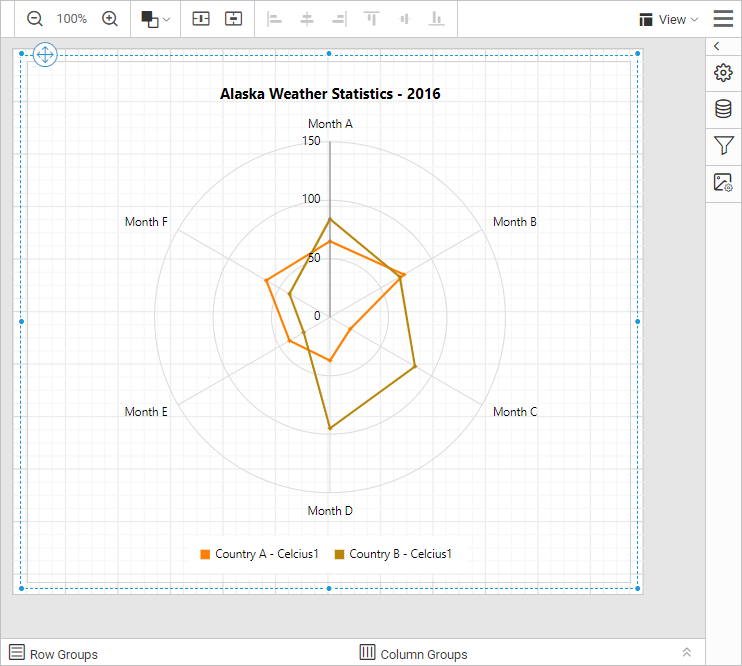 100%
View
Alaska Weather Statistics - 2016
Month A
150
100
50
0
Month F
Month B
Month E
Month C
Month D
Country A - Celcius1
Country B - Celcius1
Row Groups
Column Groups